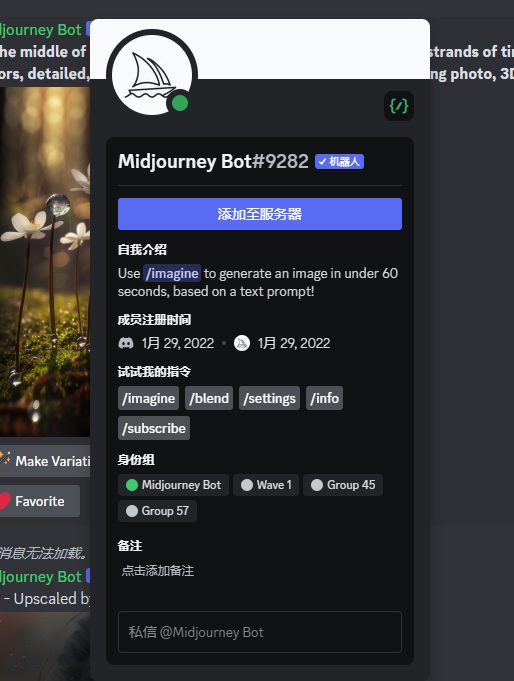 djourney Bot
he middle of
strands of ti
ors, detailed,
ng photo, 3D
{/}
Midjourney Bot#9282 ✓ 机器人
添加至服务器
自我介绍
Use /imagine to generate an image in under 60
seconds, based on a text prompt!
成员注册时间
1月 29, 2022 • 1月 29, 2022
试试我的指令
/imagine /blend /settings /info
/subscribe
身份组
Midjourney Bot Wave 1 Group 45
Group 57
备注
点击添加备注
私信 @Midjourney Bot
Make Variati
Favorite
消息无法加载。
djourney Bot
- Upscaled by